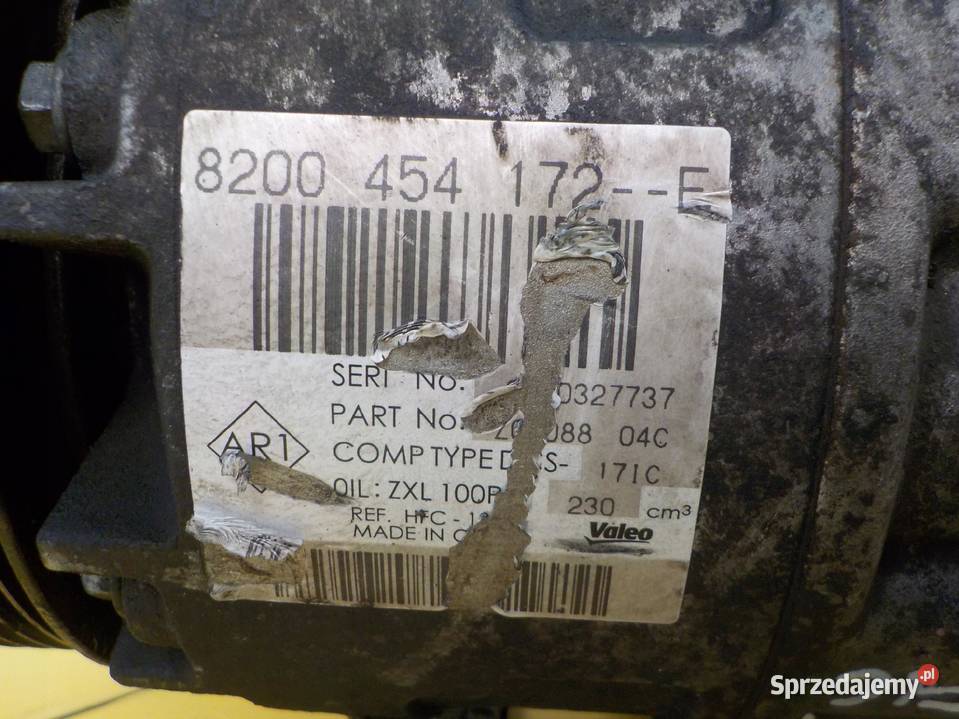 8200 454 172--E
SERI No. 0327737
PART No. 088 04C
AR1
COMP TYPE S- 171C
OIL: ZXL 100P
230 cm³
REF. HFC -
Valeo
MADE IN
Sprzedajemy.pl